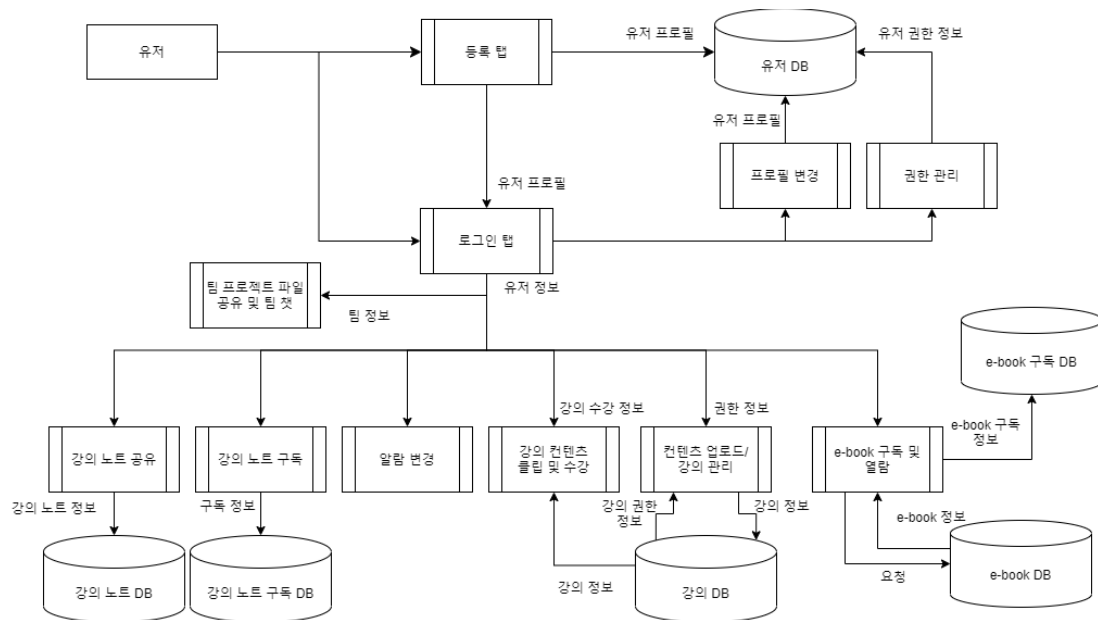 유저
등록 탭
유저 프로필
유저 DB
유저 권한 정보
유저 프로필
프로필 변경
권한 관리
유저 프로필
로그인 탭
유저 정보
팀 프로젝트 파일
공유 및 팀 챗
팀 정보
e-book 구독 DB
강의 수강 정보
권한 정보
e-book 구독
정보
강의 노트 공유
강의 노트 구독
알람 변경
강의 컨텐츠
클립 및 수강
컨텐츠 업로드/
강의 관리
e-book 구독 및
열람
강의 노트 정보
구독 정보
강의 권한
정보
강의 정보
e-book 정보
강의 노트 DB
강의 노트 구독 DB
강의 정보
강의 DB
요청
e-book DB